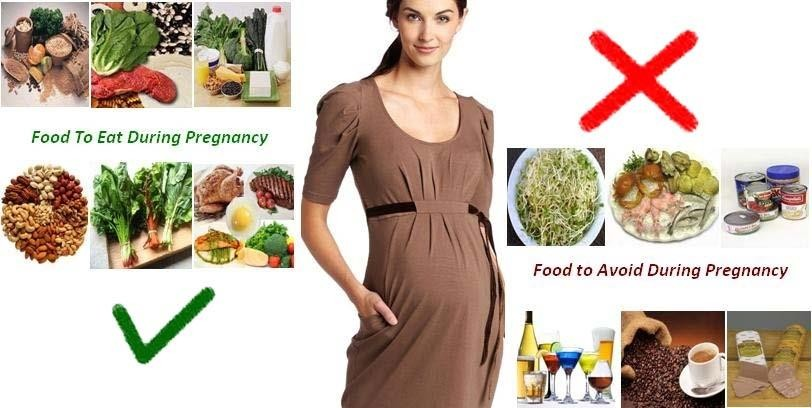 Food To Eat During Pregnancy
Food to Avoid During Pregnancy